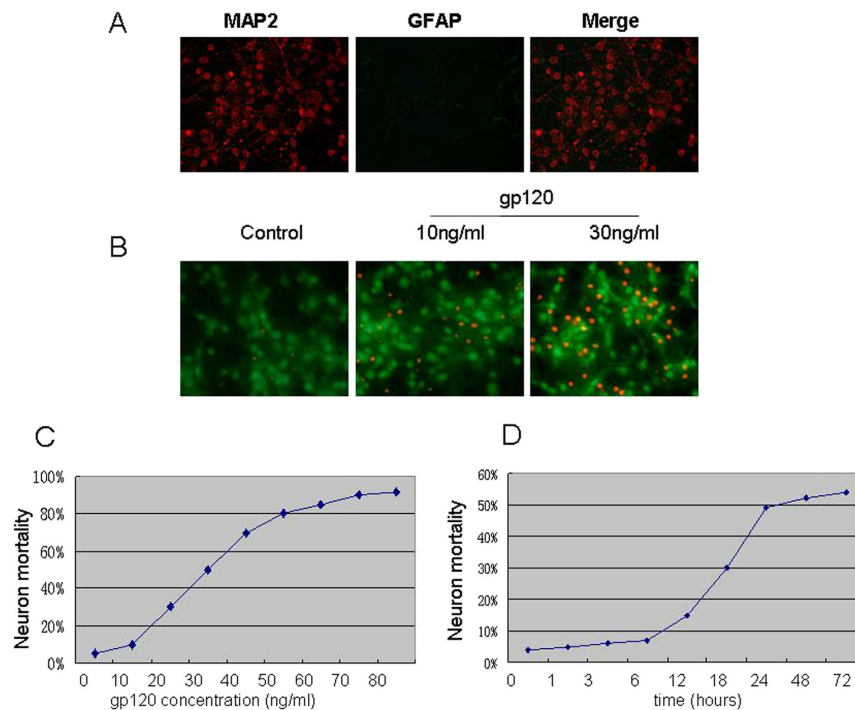 A
MAP2 GFAP Merge
gp120
B
Control 10ng/ml 30ng/ml
C
D
Neuron mortality
100%
80%
60%
40%
20%
0%
0 10 20 30 40 50 60 70 80
gp120 concentration (ng/ml)
Neuron mortality
60%
50%
40%
30%
20%
10%
0%
0 1 3 6 12 18 24 48 72
time (hours)